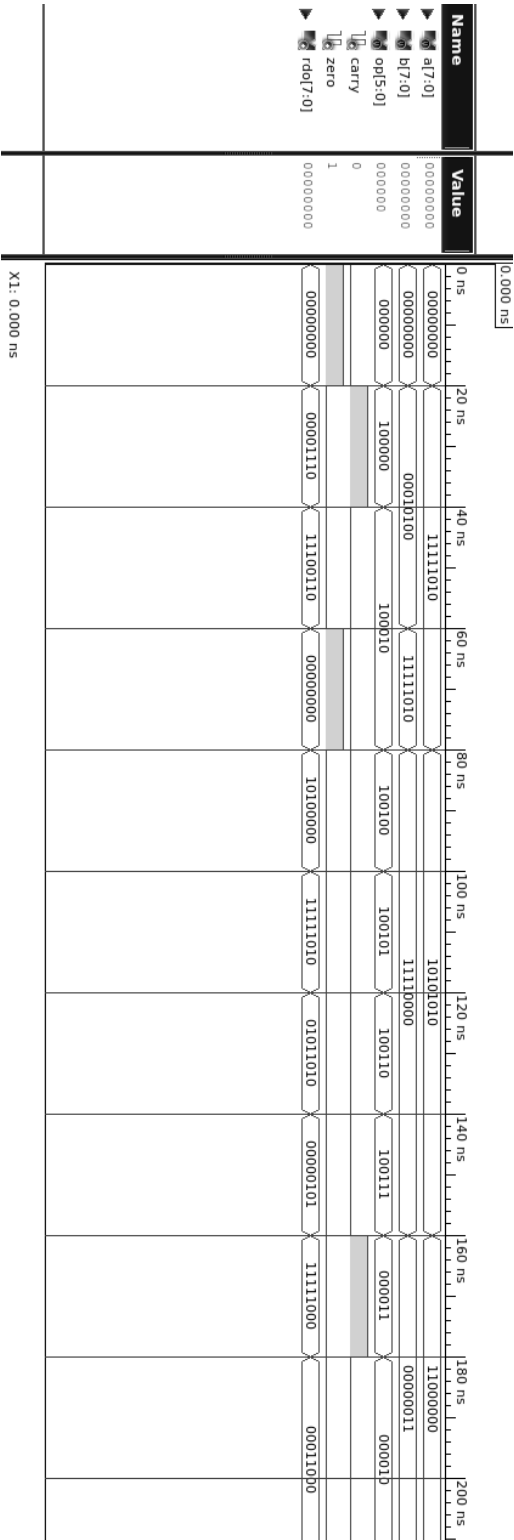 0.000 ns
Name Value 0 ns 20 ns 40 ns 60 ns 80 ns 100 ns 120 ns 140 ns 160 ns 180 ns 200 ns
a[7:0] 00000000 00000000 11111010 10101010 11000000
b[7:0] 00000000 00000000 00010100 11111010 11110000 00000011
op[5:0] 000000 000000 100000 100010 100100 100101 100110 100111 000011 000010
carry 0
zero 1
rdo[7:0] 00000000 00000000 00001110 11100110 00000000 10100000 11111010 01011010 00000101 11111000 00011000
X1: 0.000 ns